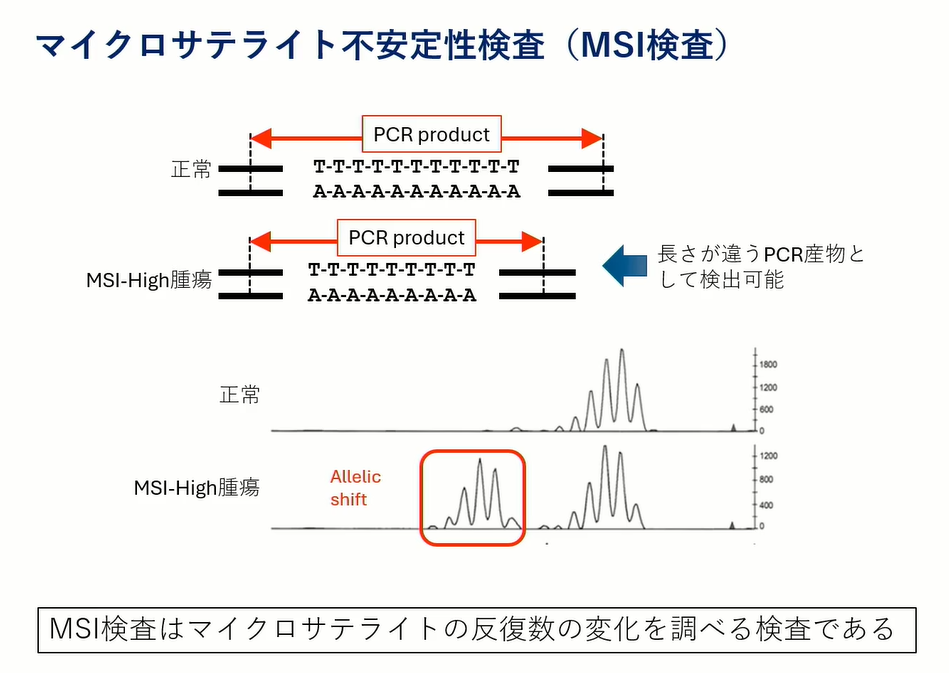 マイクロサテライト不安定性検査（MSI検査）
PCR product
正常
T-T-T-T-T-T-T-T-T-T-T
A-A-A-A-A-A-A-A-A-A-A
PCR product
MSI-High腫瘍
T-T-T-T-T-T-T-T-T
A-A-A-A-A-A-A-A-A
長さが違うPCR産物と
して検出可能
正常
1800
1200
600
0
MSI-High腫瘍
Allelic
shift
1200
800
400
0
MSI検査はマイクロサテライトの反復数の変化を調べる検査である